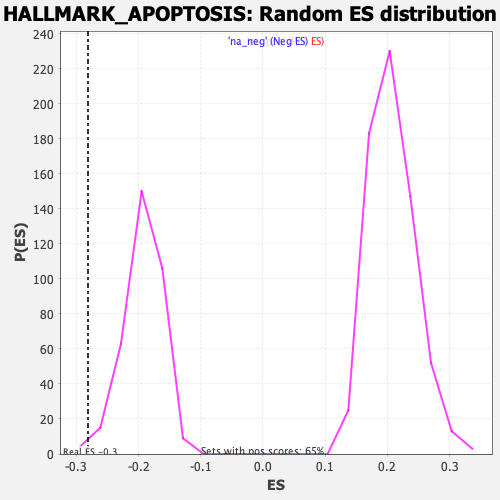 HALLMARK_APOPTOSIS: Random ES distribution
'na_neg' (Neg ES) ES)
240
220
200
180
160
140
120
100
80
60
40
20
0
P(ES)
Real ES -0.3
Sets with pos scores: 65%
-0.3 -0.2 -0.1 0.0 0.1 0.2 0.3
ES